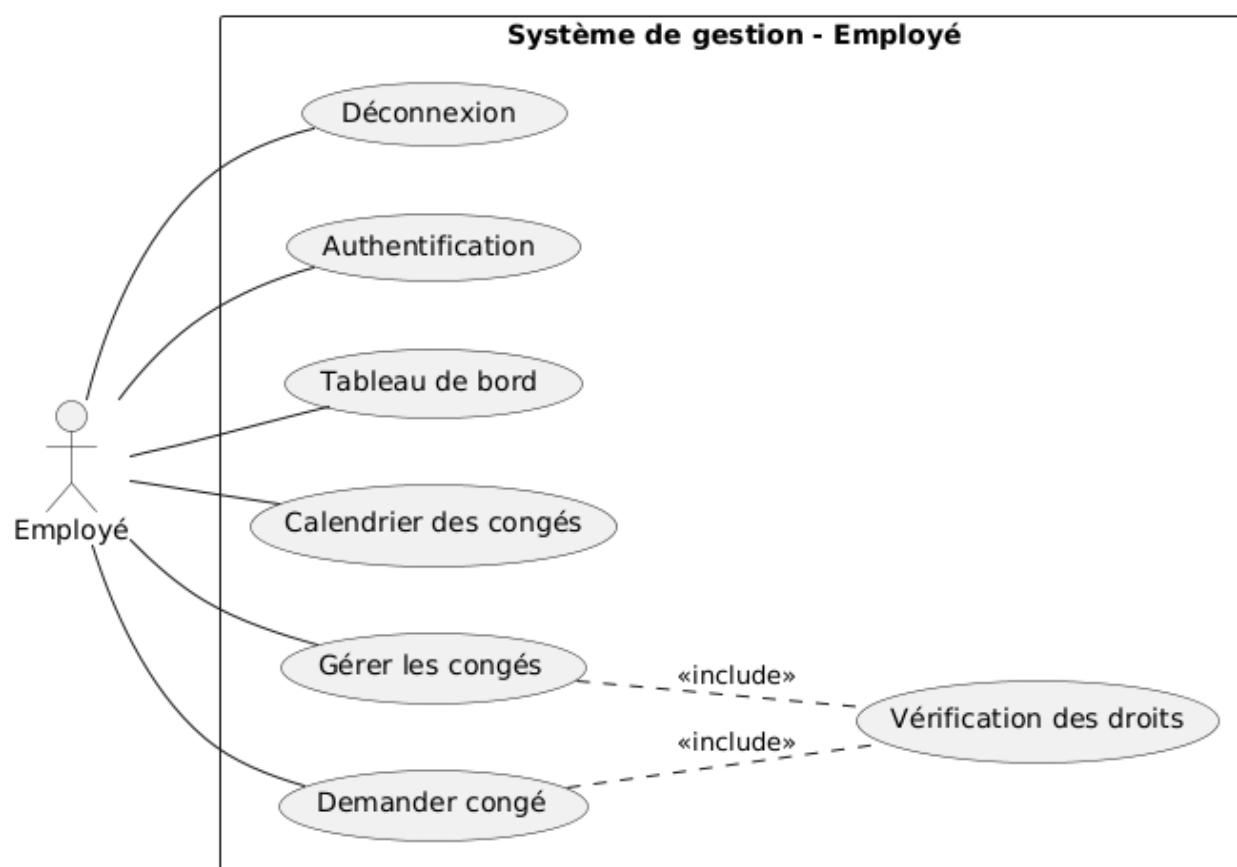 Système de gestion - Employé
Déconnexion
Authentification
Tableau de bord
Calendrier des congés
Employé
Gérer les congés
«include»
Vérification des droits
«include»
Demander congé